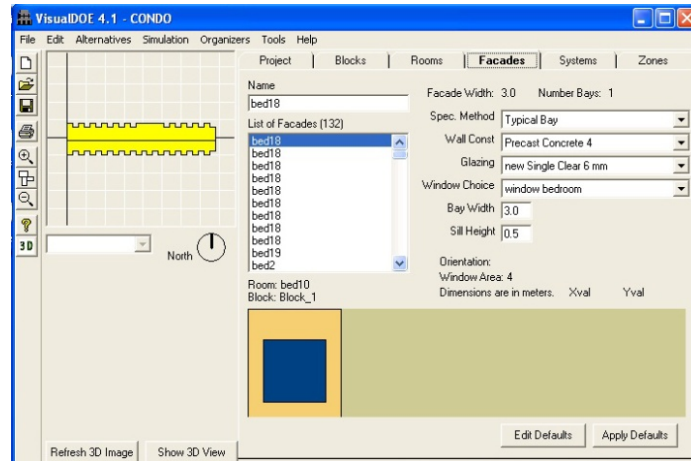 VisualDOE 4.1 - CONDO
File Edit Alternatives Simulation Organizers Tools Help
Project Blocks Rooms Facades Systems Zones
Name
bed18
List of Facades (132)
bed18
bed18
bed18
bed18
bed18
bed18
bed18
bed18
bed18
bed19
bed2
Room: bed10
Block: Block_1
Facade Width: 3.0 Number Bays: 1
Spec. Method Typical Bay
Wall Const Precast Concrete 4
Glazing new Single Clear 6 mm
Window Choice window bedroom
Bay Width 3.0
Sill Height 0.5
Orientation:
Window Area: 4
Dimensions are in meters. Xval Yval
3D
North
Edit Defaults Apply Defaults
Refresh 3D Image Show 3D View